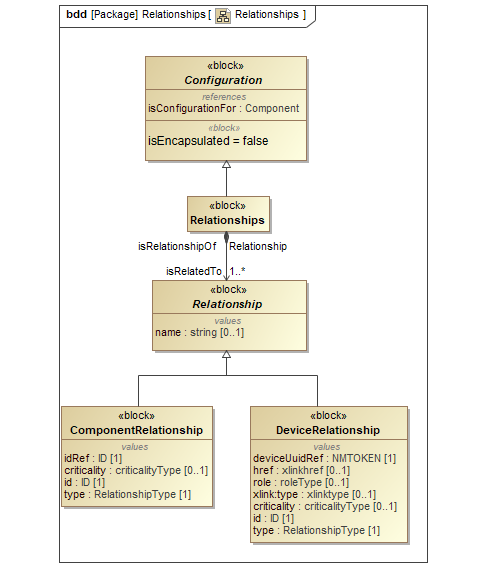 bdd [Package] Relationships [ Relationships ]
«block»
Configuration
references
isConfigurationFor : Component
«block»
isEncapsulated = false
«block»
Relationships
isRelationshipOf Relationship
isRelatedTo 1..*
«block»
Relationship
values
name : string [0..1]
«block»
ComponentRelationship
values
idRef : ID [1]
criticality : criticalityType [0..1]
id : ID [1]
type : RelationshipType [1]
«block»
DeviceRelationship
values
deviceUuidRef : NMTOKEN [1]
href : xlinkhref [0..1]
role : roleType [0..1]
xlink:type : xlinktype [0..1]
criticality : criticalityType [0..1]
id : ID [1]
type : RelationshipType [1]